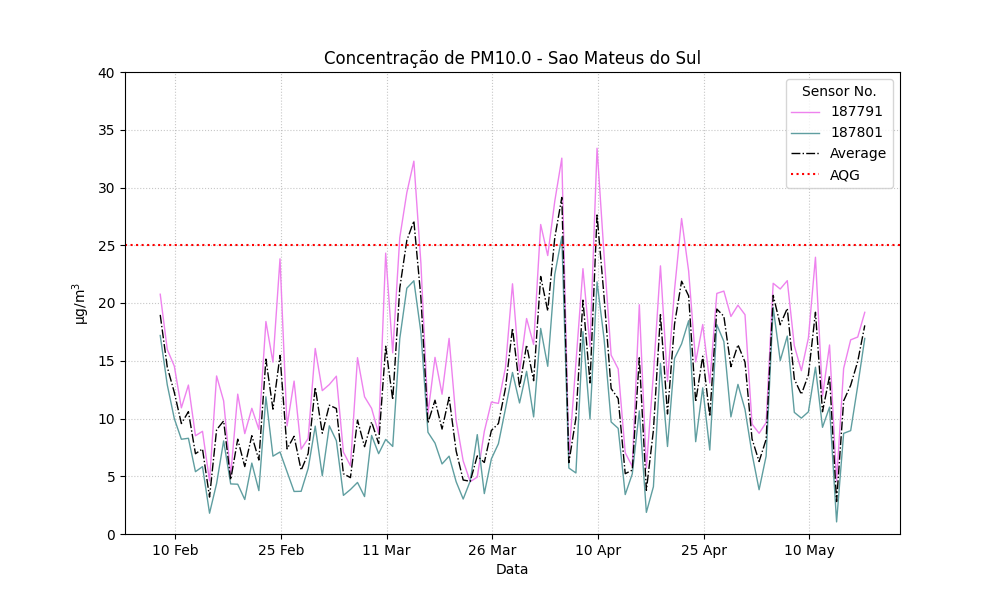 Concentração de PM10.0 - Sao Mateus do Sul
40
35
30
25
20
15
10
5
0
µg/m³
Sensor No.
187791
187801
Average
AQG
10 Feb
25 Feb
11 Mar
26 Mar
10 Apr
25 Apr
10 May
Data